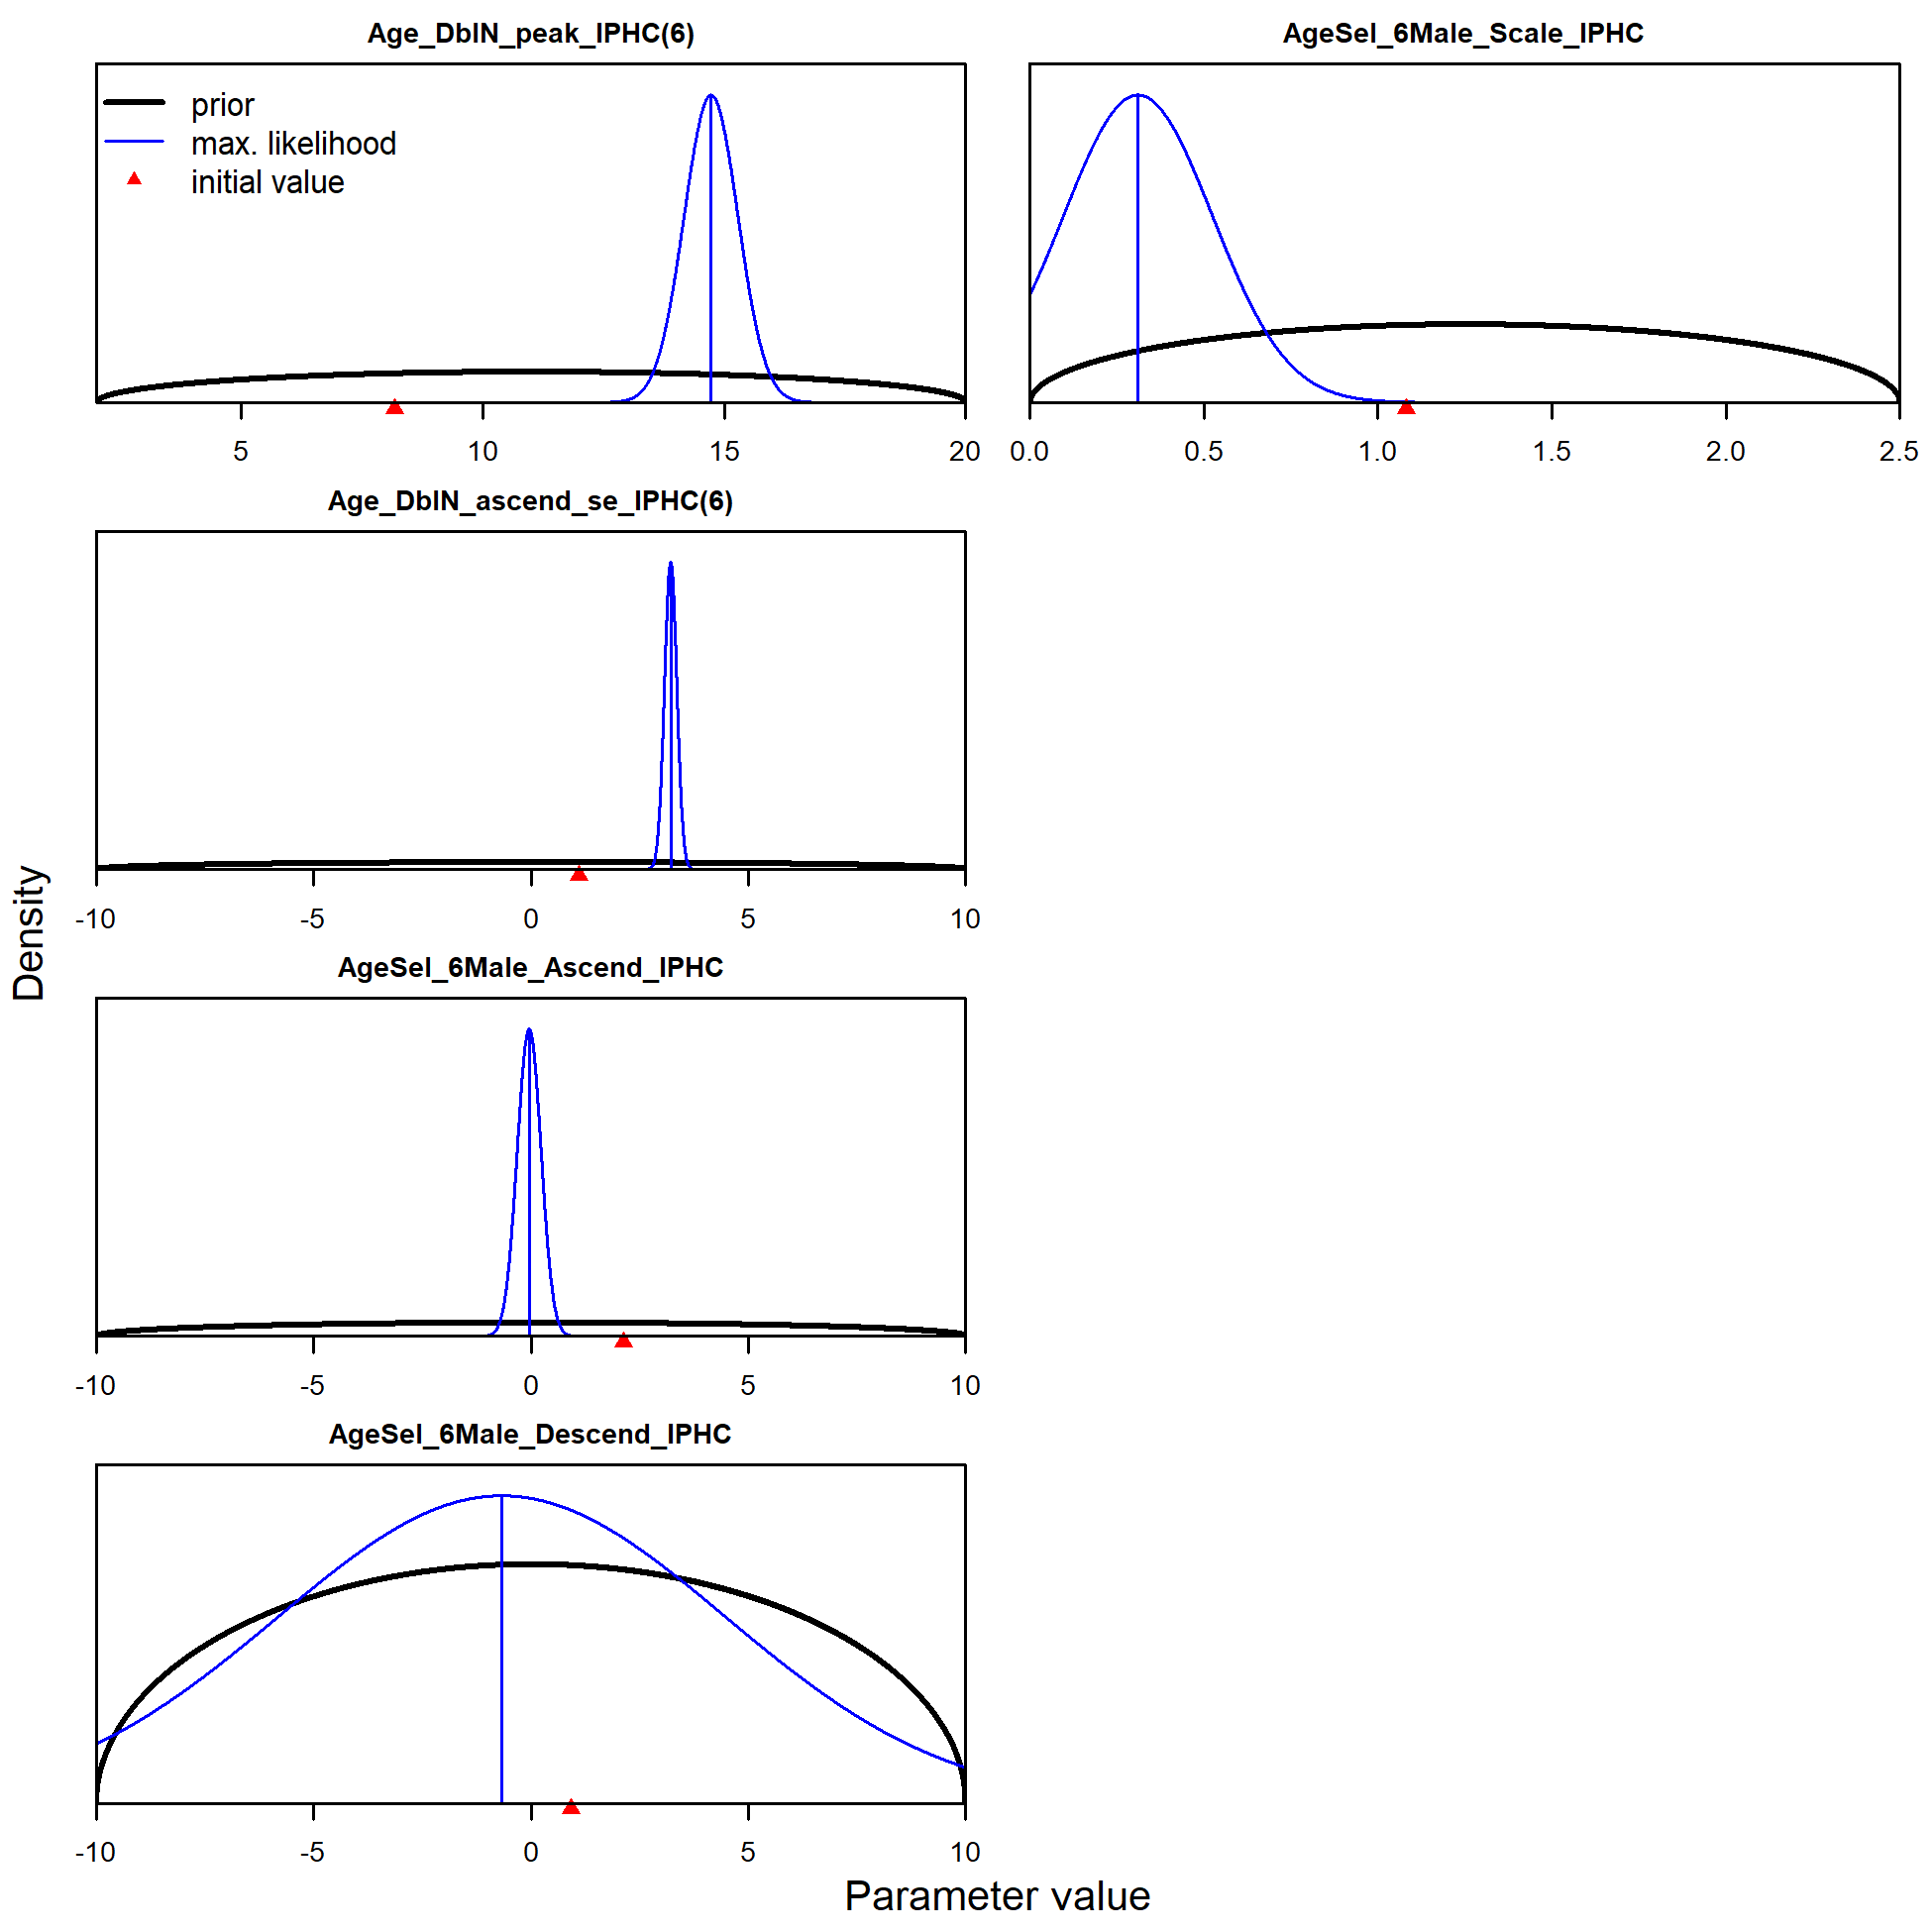 Age_DblN_peak_IPHC(6)
prior
max. likelihood
initial value
5 10 15 20
AgeSel_6Male_Scale_IPHC
0.0 0.5 1.0 1.5 2.0 2.5
Age_DblN_ascend_se_IPHC(6)
-10 -5 0 5 10
AgeSel_6Male_Ascend_IPHC
-10 -5 0 5 10
AgeSel_6Male_Descend_IPHC
-10 -5 0 5 10
Density
Parameter value